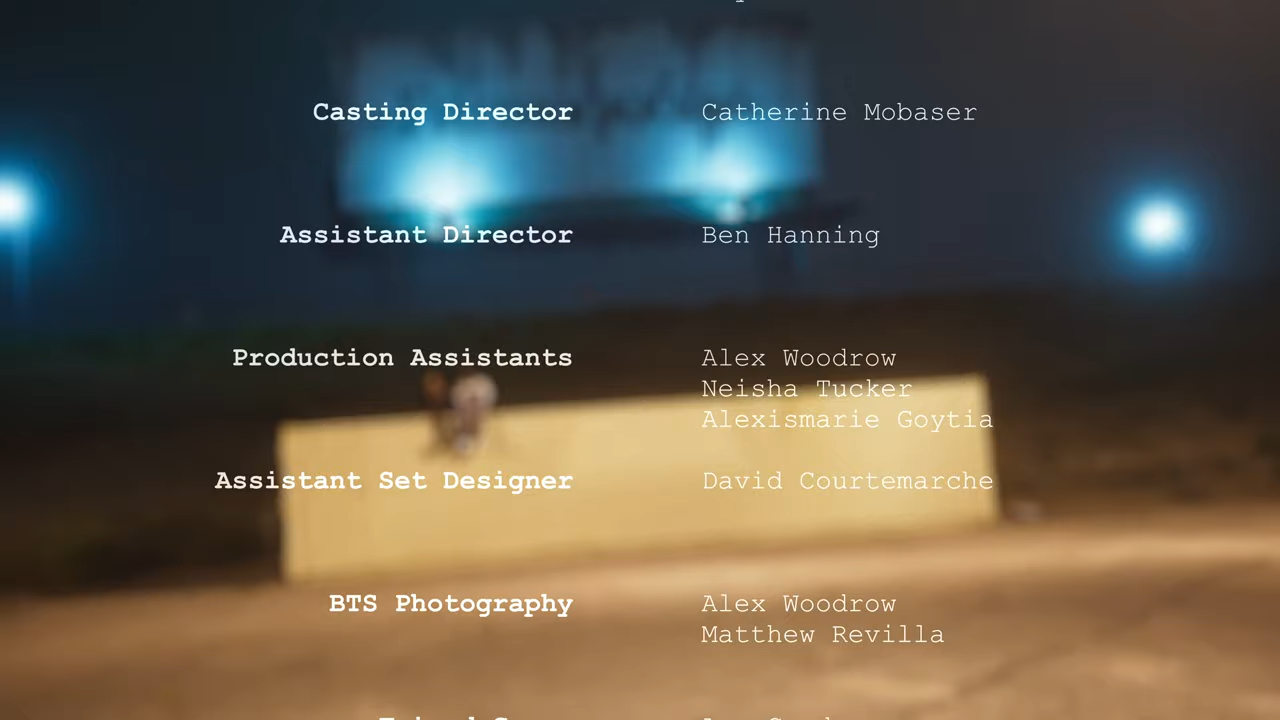 Casting Director Catherine Mobaser
Assistant Director Ben Hanning
Production Assistants Alex Woodrow
Neisha Tucker
Alexismarie Goytia
Assistant Set Designer David Courtemarche
BTS Photography Alex Woodrow
Matthew Revilla